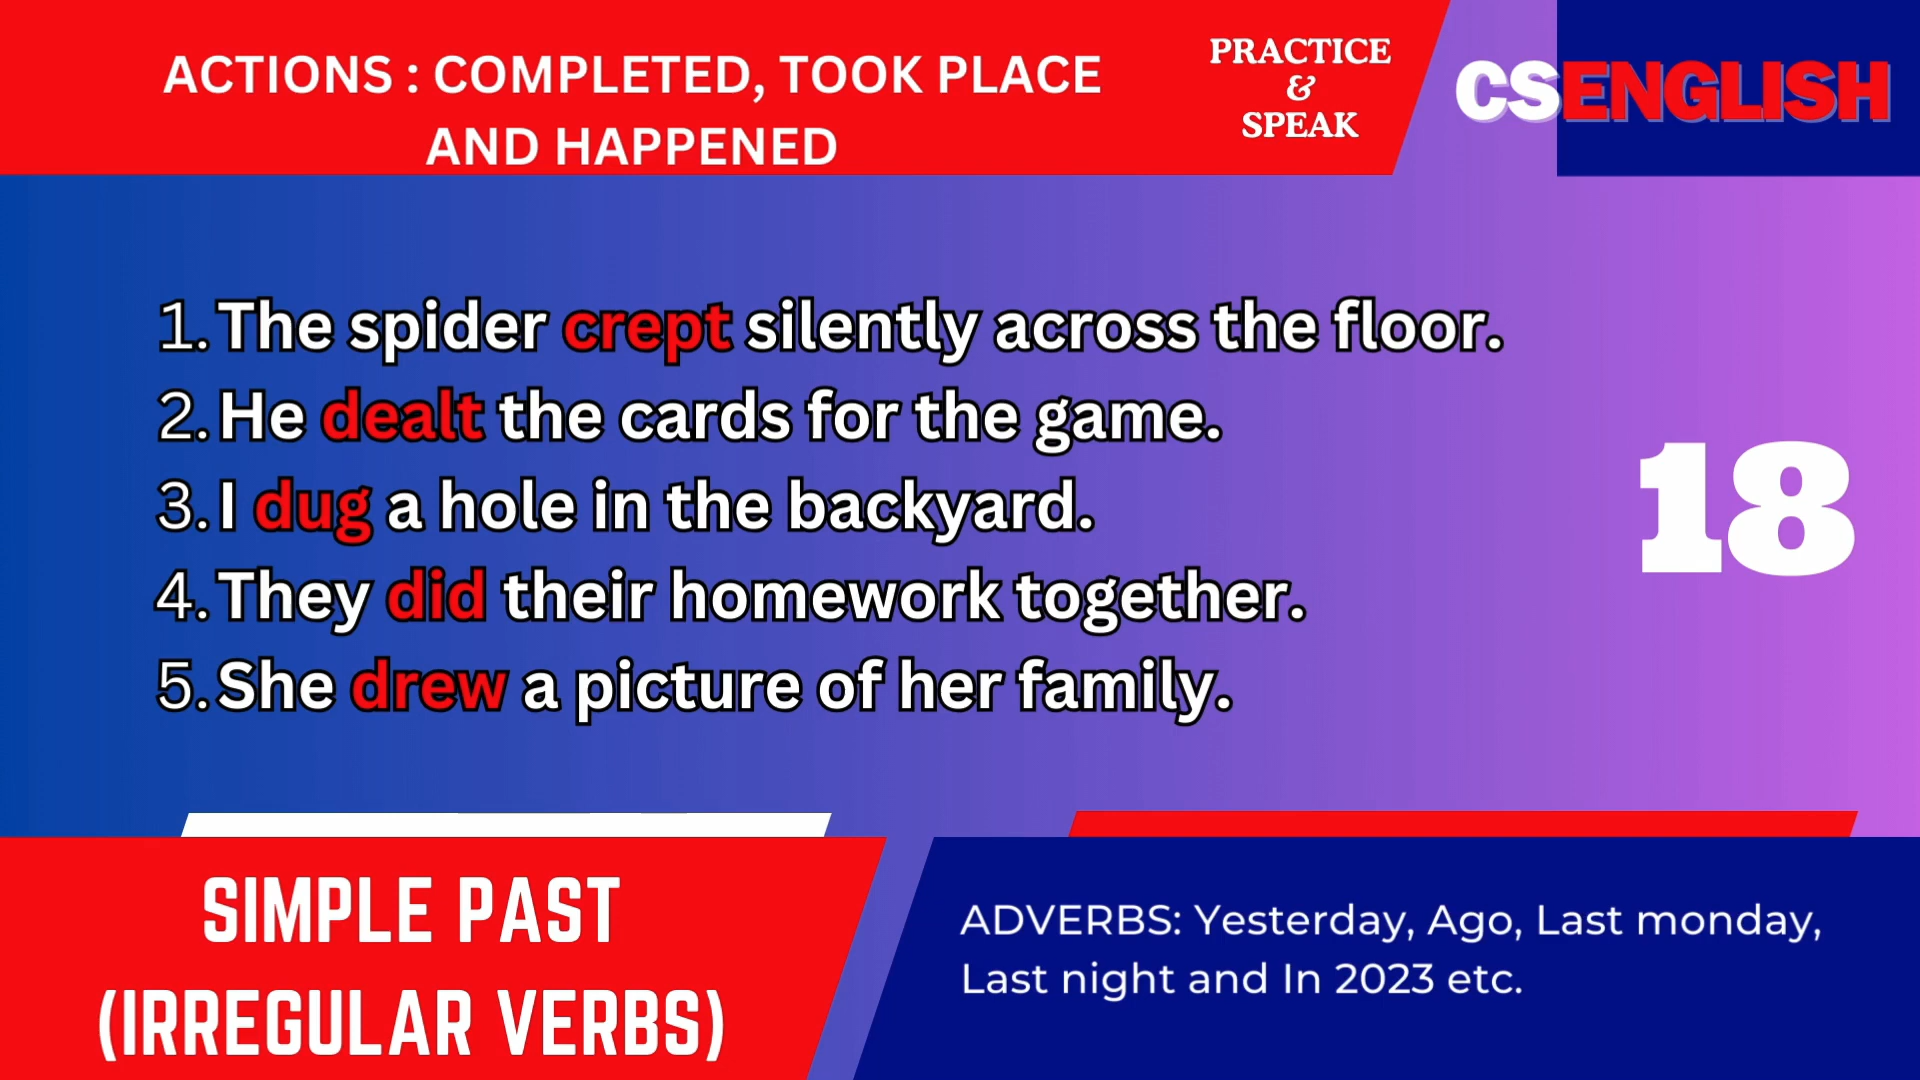 ACTIONS : COMPLETED, TOOK PLACE
AND HAPPENED
PRACTICE
&
SPEAK
CSENGLISH
1. The spider crept silently across the floor.
2. He dealt the cards for the game.
3. I dug a hole in the backyard.
4. They did their homework together.
5. She drew a picture of her family.
18
SIMPLE PAST
(IRREGULAR VERBS)
ADVERBS: Yesterday, Ago, Last monday,
Last night and In 2023 etc.